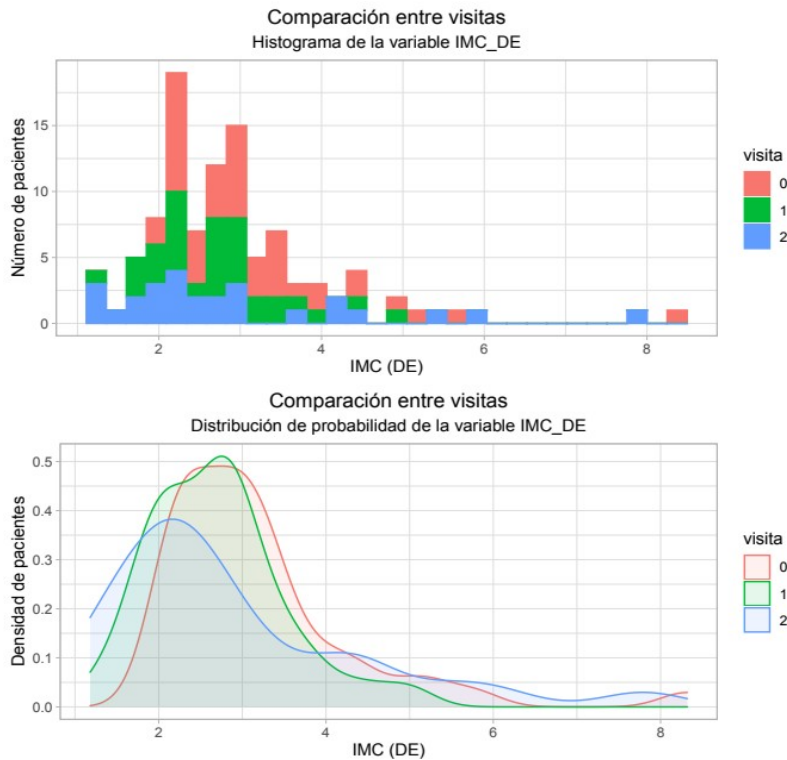 Comparación entre visitas
Histograma de la variable IMC_DE
Número de pacientes
15
10
5
0
2
4
6
8
IMC (DE)
visita
0
1
2
Comparación entre visitas
Distribución de probabilidad de la variable IMC_DE
Densidad de pacientes
0.5
0.4
0.3
0.2
0.1
0.0
2
4
6
8
IMC (DE)
visita
0
1
2